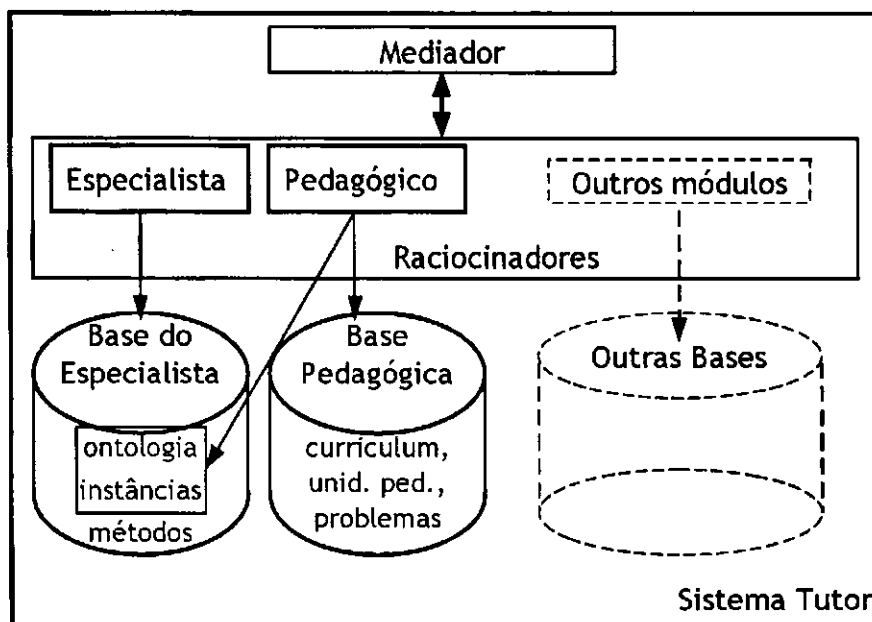 Mediador
Especialista
Pedagógico
Outros módulos
Raciocinadores
Base do
Especialista
Base
Pedagógica
Outras Bases
ontologia
instâncias
métodos
currículum,
unid. ped.,
problemas
Sistema Tutor